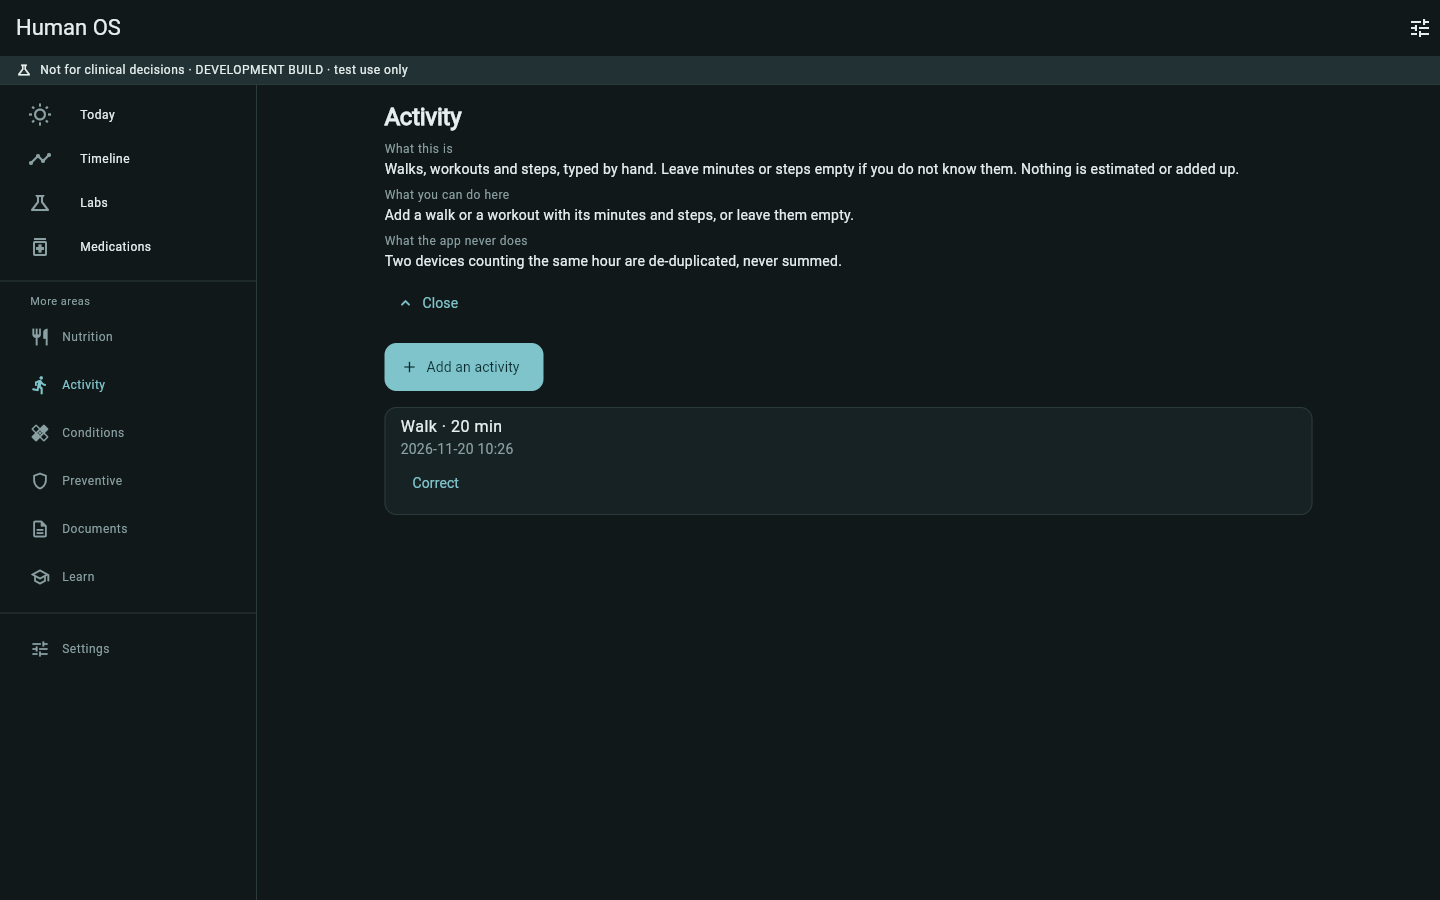 Human OS
Not for clinical decisions · DEVELOPMENT BUILD · test use only
Today
Timeline
Labs
Medications
More areas
Nutrition
Activity
Conditions
Preventive
Documents
Learn
Settings
Activity
What this is
Walks, workouts and steps, typed by hand. Leave minutes or steps empty if you do not know them. Nothing is estimated or added up.
What you can do here
Add a walk or a workout with its minutes and steps, or leave them empty.
What the app never does
Two devices counting the same hour are de-duplicated, never summed.
Close
Add an activity
Walk · 20 min
2026-11-20 10:26
Correct